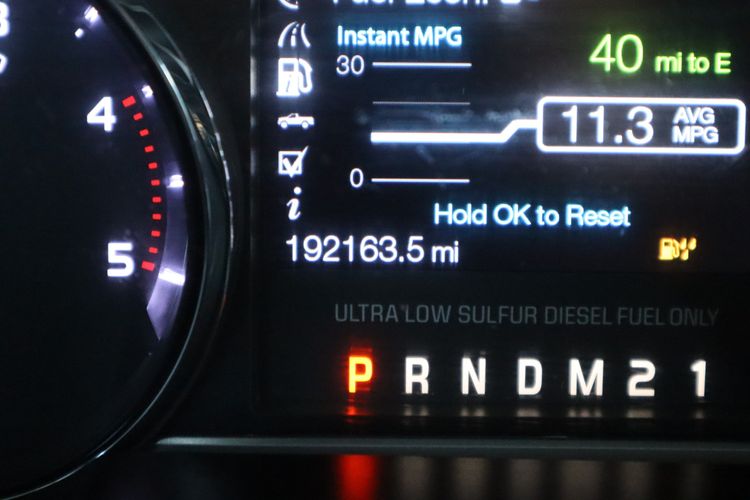 Instant MPG
40 mi to E
30
4
11.3 AVG MPG
0
i
Hold OK to Reset
5
192163.5 mi
ULTRA LOW SULFUR DIESEL FUEL ONLY
P R N D M 2 1